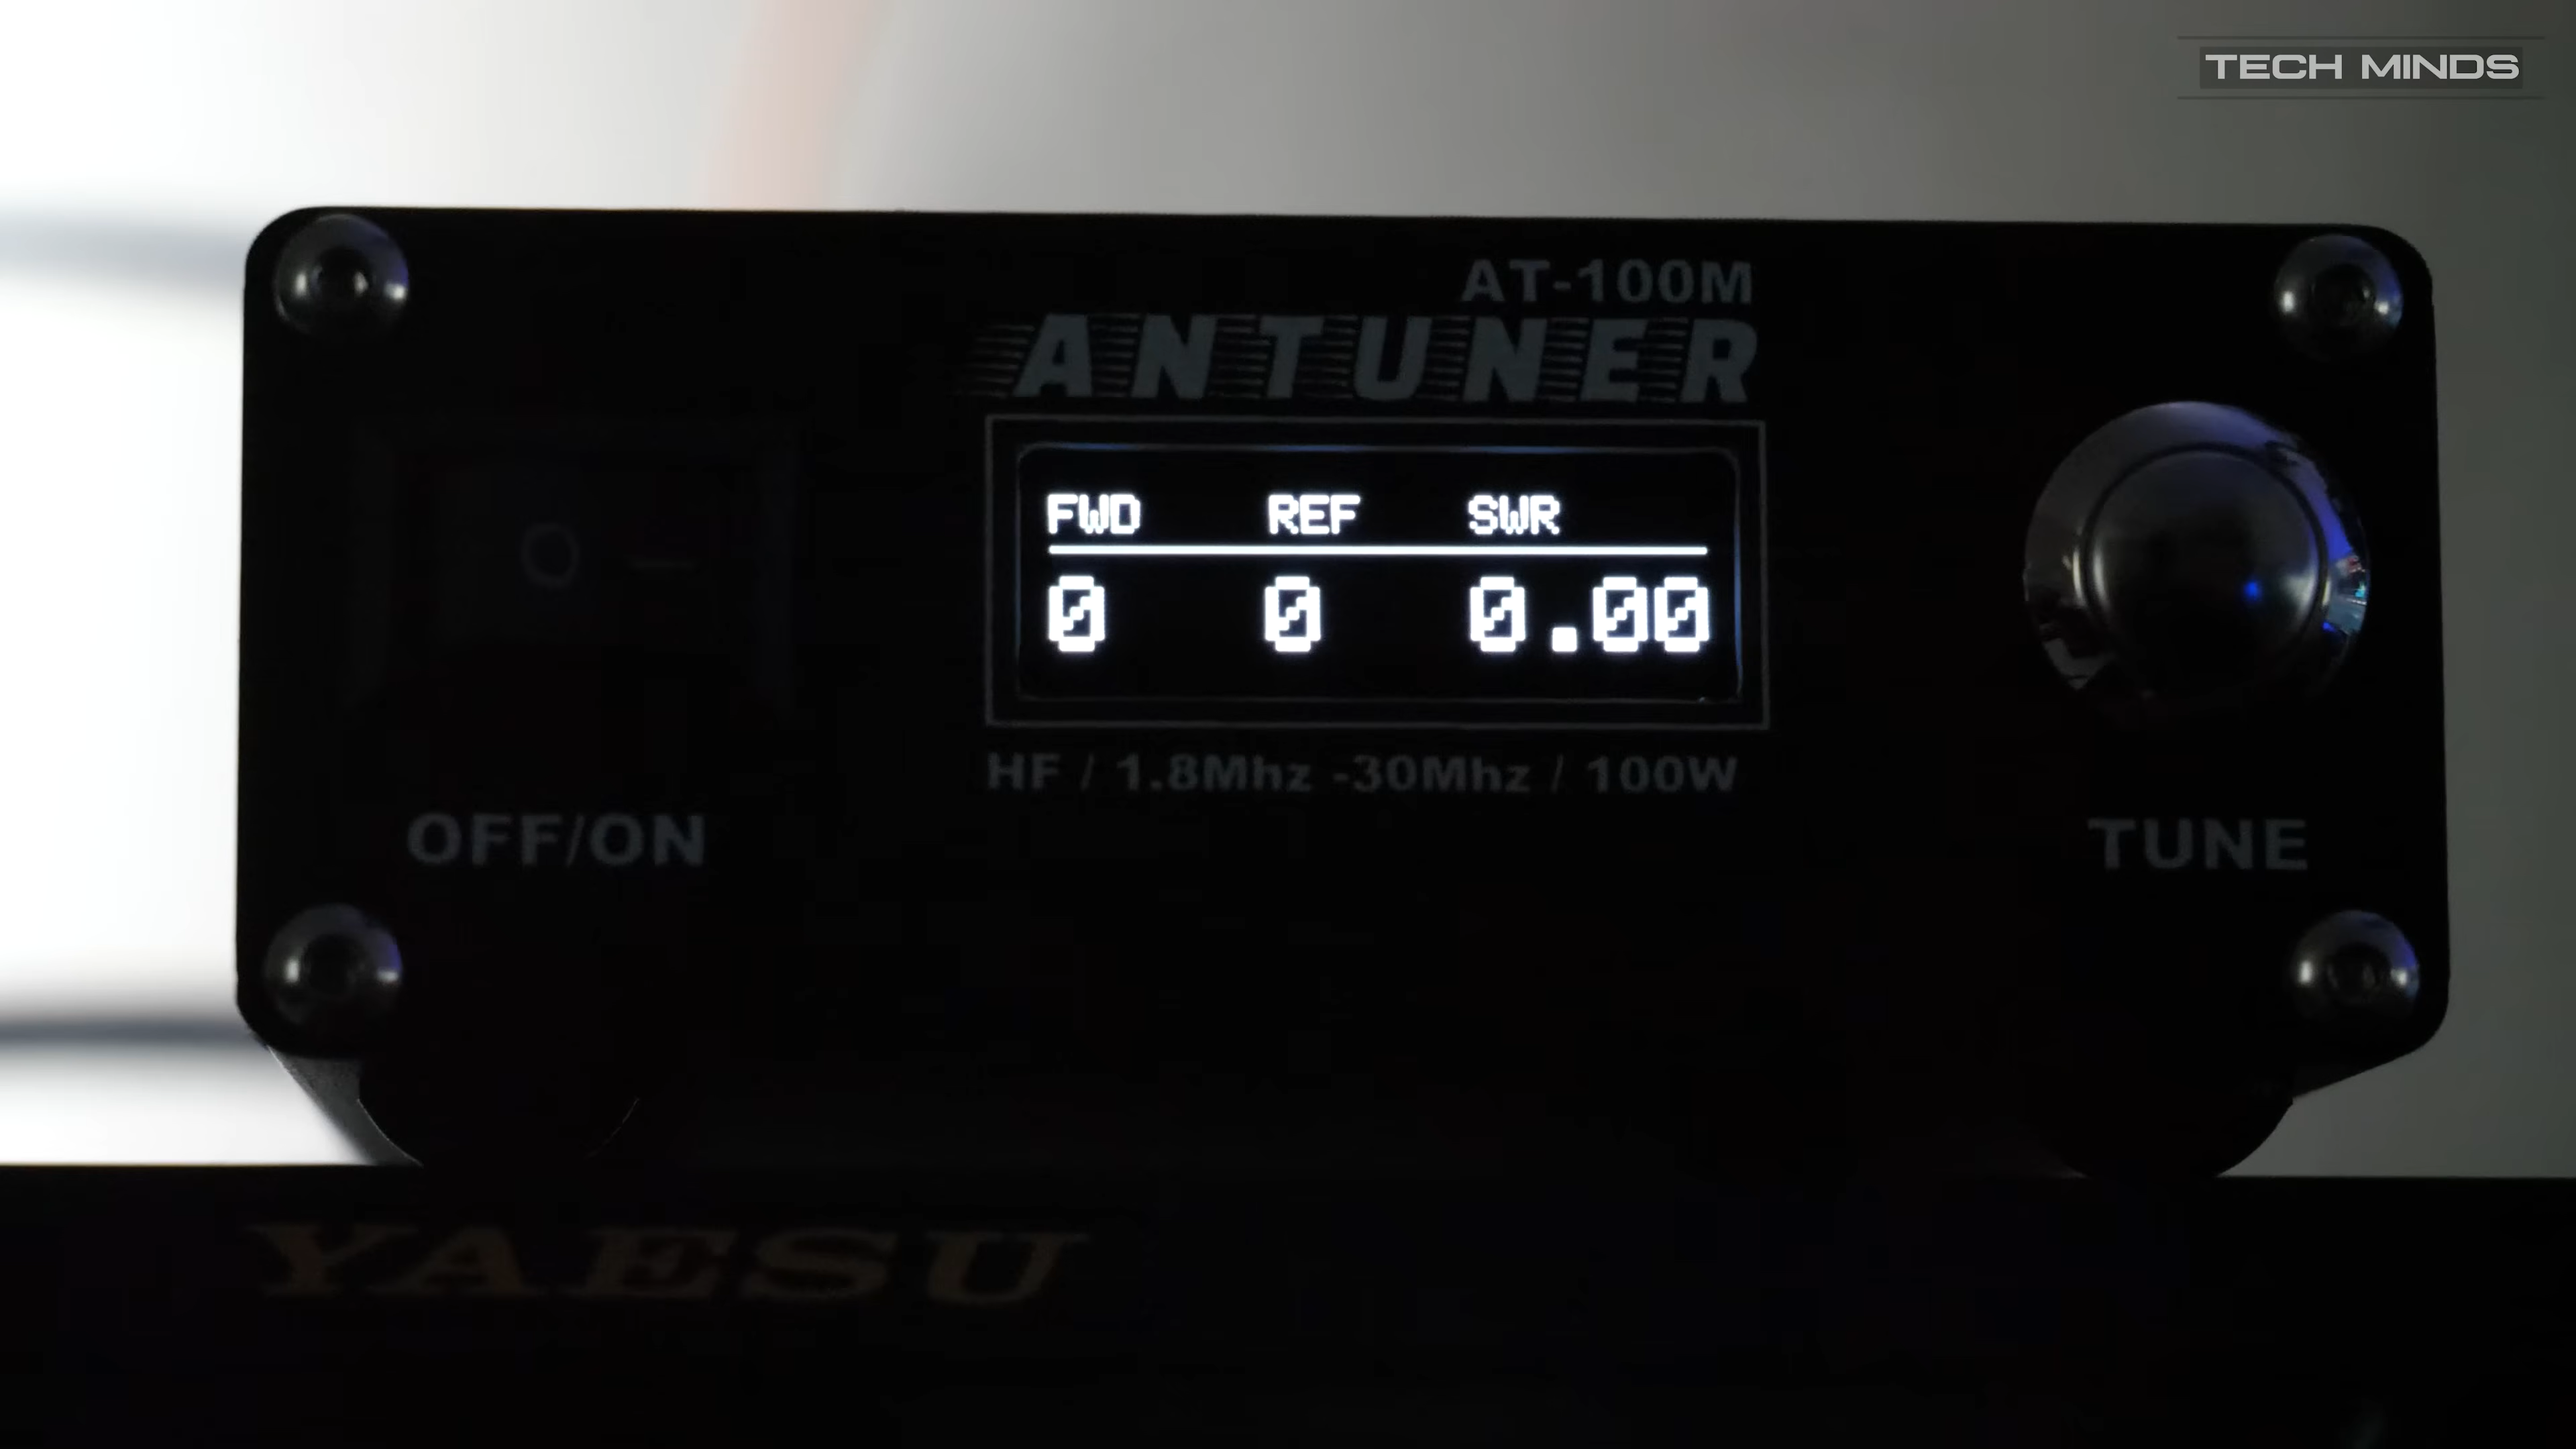 TECH MINDS
AT-100M
ANTUNER
FWD REF SWR
0 0 0.00
O –
HF / 1.8Mhz -30Mhz / 100W
OFF/ON
TUNE
YAESU